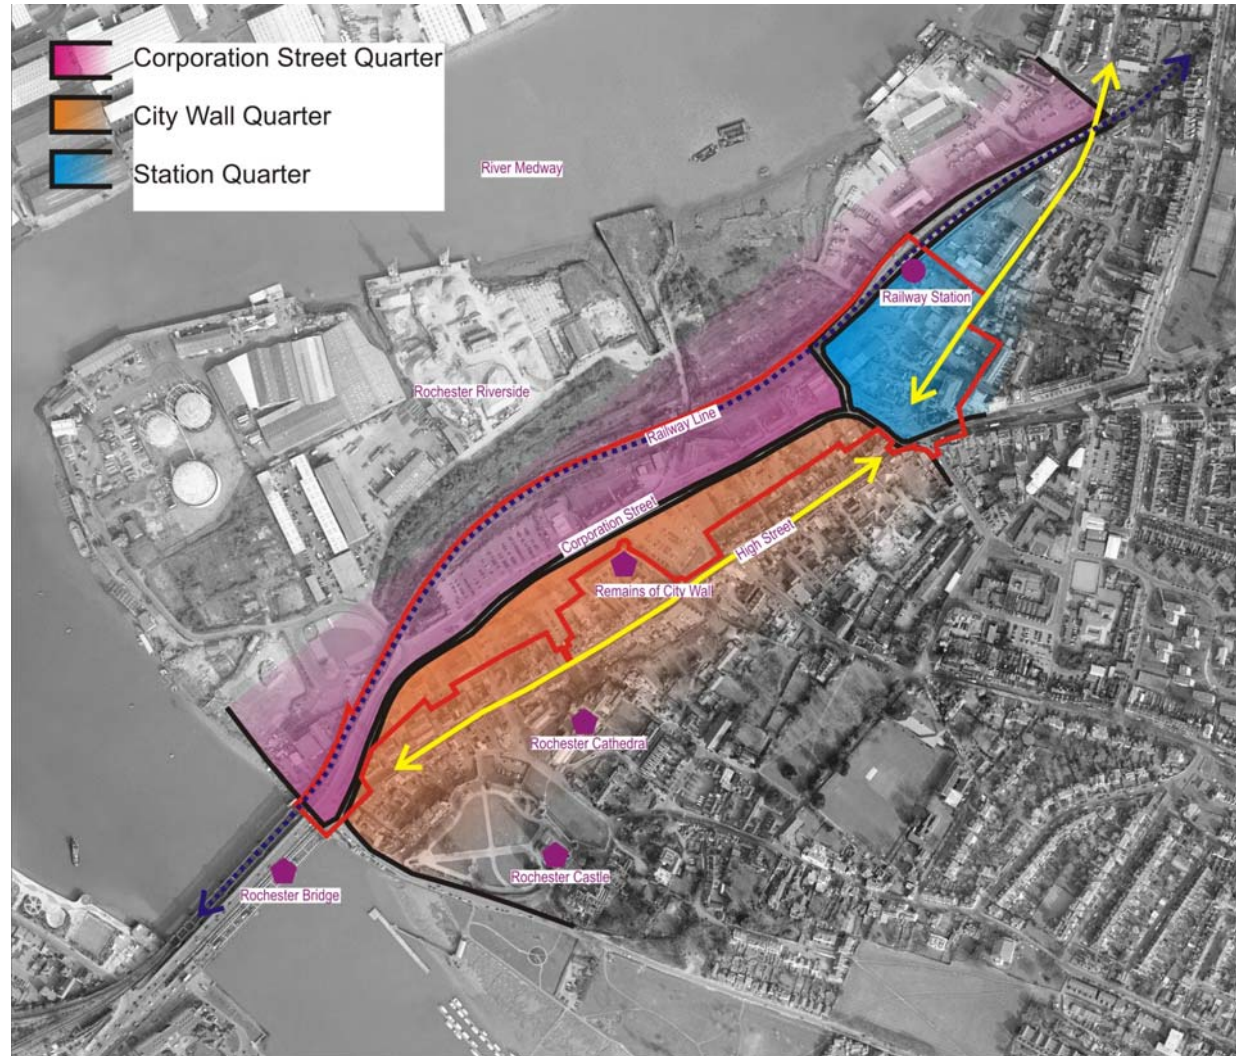 Corporation Street Quarter
City Wall Quarter
Station Quarter
River Medway
Railway Station
Rochester Riverside
Railway Line
Corporation Street
High Street
Remains of City Wall
Rochester Cathedral
Rochester Castle
Rochester Bridge